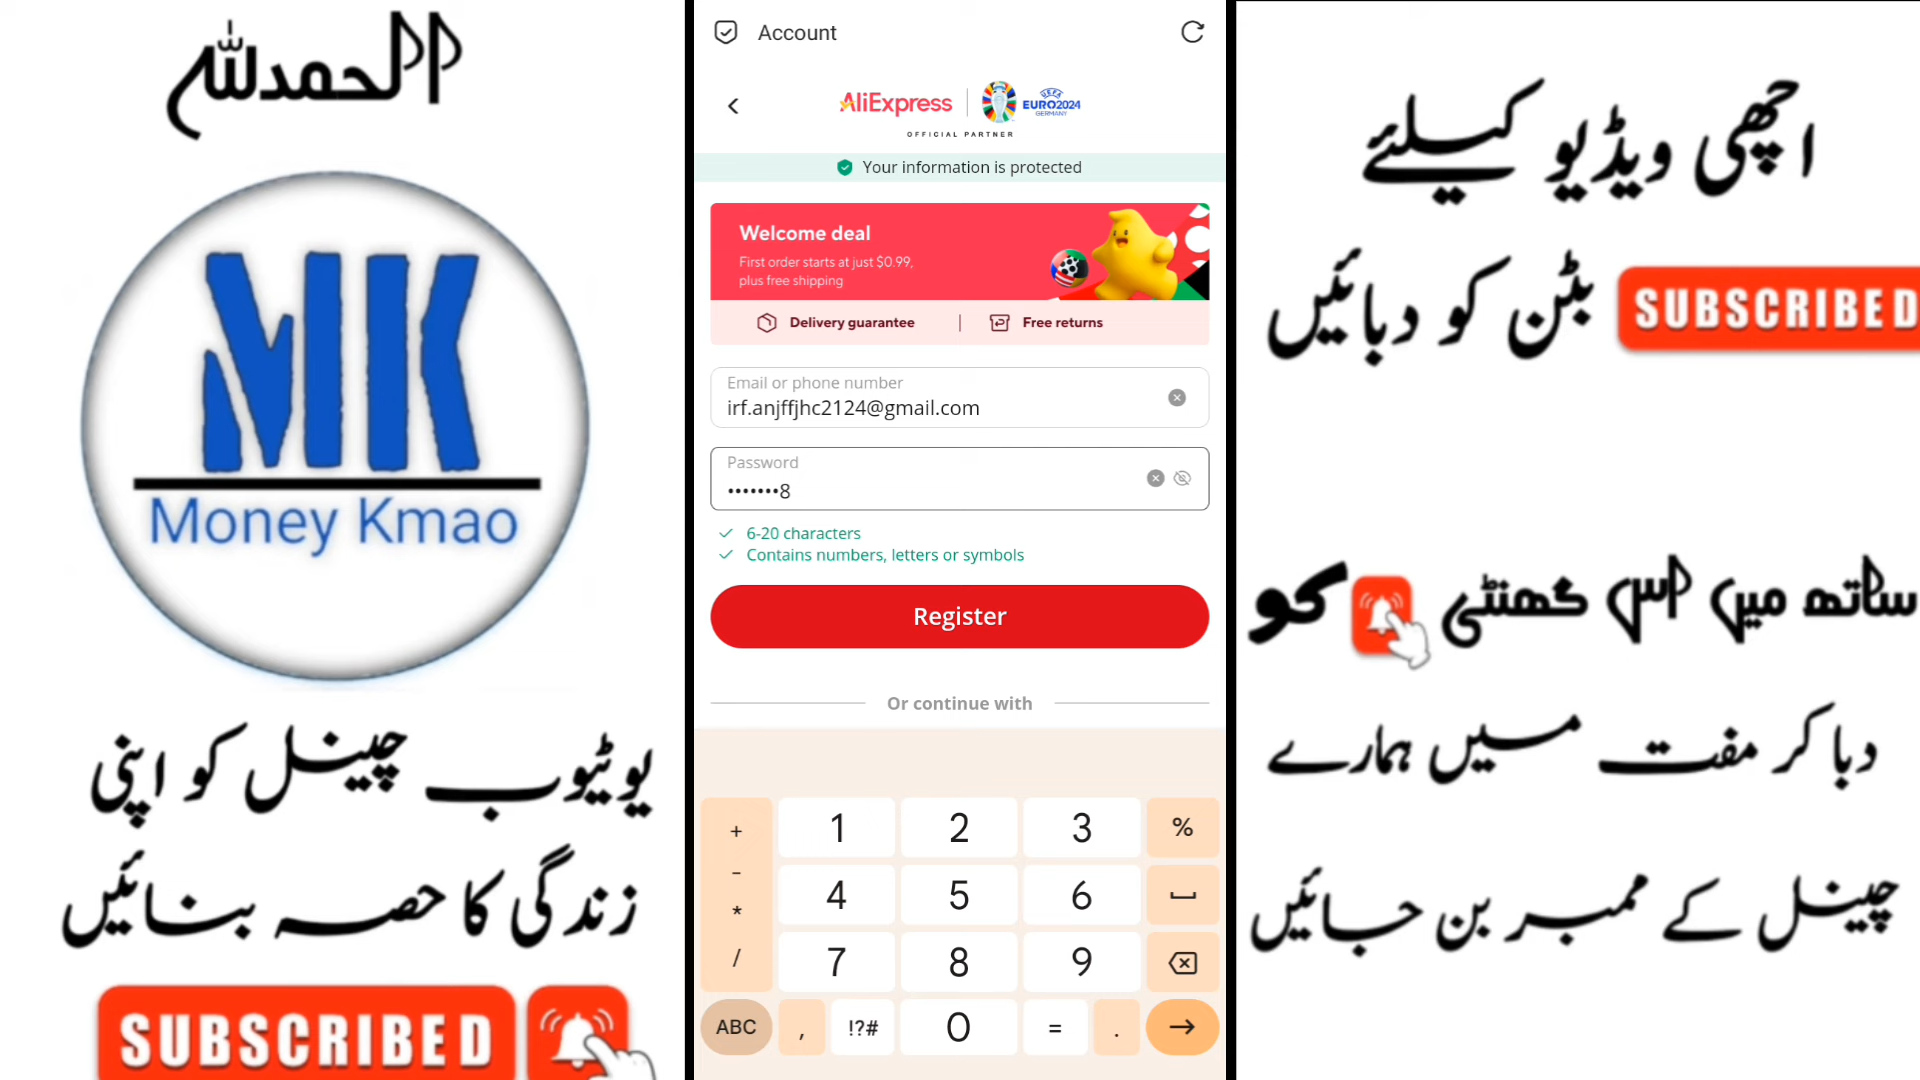 الحمدللہ
MK
Money Kmao
یوٹیوب چینل کو اپنی
زندگی کا حصہ بنائیں
SUBSCRIBED
Account
AliExpress
UEFA
EURO2024
GERMANY
OFFICIAL PARTNER
Your information is protected
Welcome deal
First order starts at just $0.99,
plus free shipping
Delivery guarantee | Free returns
Email or phone number
irf.anjffjhc2124@gmail.com
Password
•••••••8
6-20 characters
Contains numbers, letters or symbols
Register
Or continue with
+ 1 2 3 %
- 4 5 6
*
/ 7 8 9
ABC , !?# 0 = . →
اچھی ویڈیو کیلئے
بٹن کو دبائیں SUBSCRIBED
ساتھ میں اس گھنٹی کو
دبا کر مفت میں ہمارے
چینل کے ممبر بن جائیں